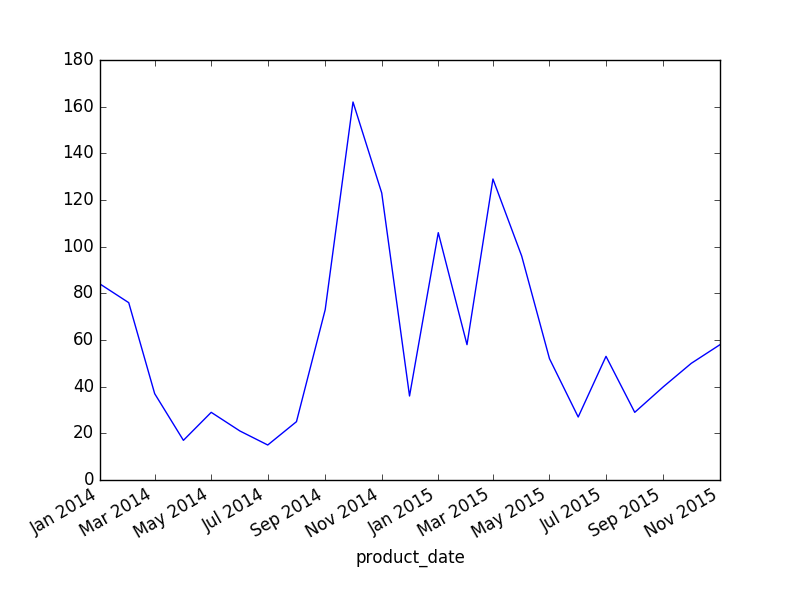 180
160
140
120
100
80
60
40
20
0
Jan 2014
Mar 2014
May 2014
Jul 2014
Sep 2014
Nov 2014
Jan 2015
Mar 2015
May 2015
Jul 2015
Sep 2015
Nov 2015
product_date